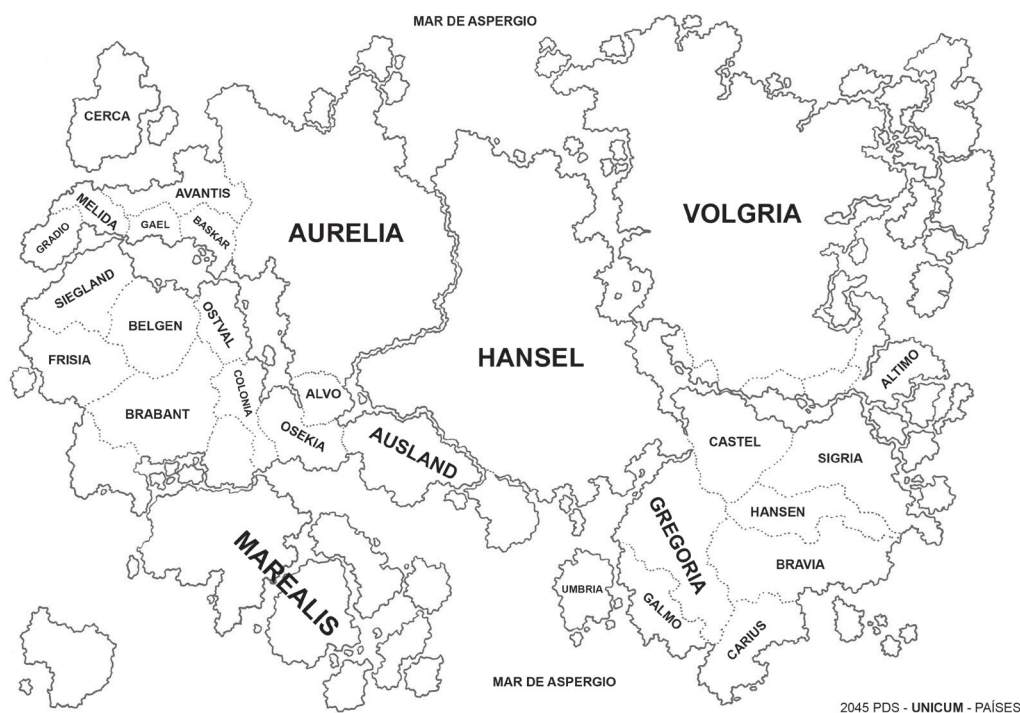 MAR DE ASPERGIO
CERCA
AVANTIS
MELIDA
GAEL
BASKAR
GRADIO
AURELIA
VOLGRIA
SIEGLAND
BELGEN
OSTVAL
FRISIA
HANSEL
ALTIMO
COLONIA
ALVO
BRABANT
OSEKIA
AUSLAND
CASTEL
SIGRIA
HANSEN
GREGORIA
BRAVIA
MAREALIS
UMBRIA
GALMO
CARIUS
MAR DE ASPERGIO
2045 PDS - UNICUM - PAÍSES